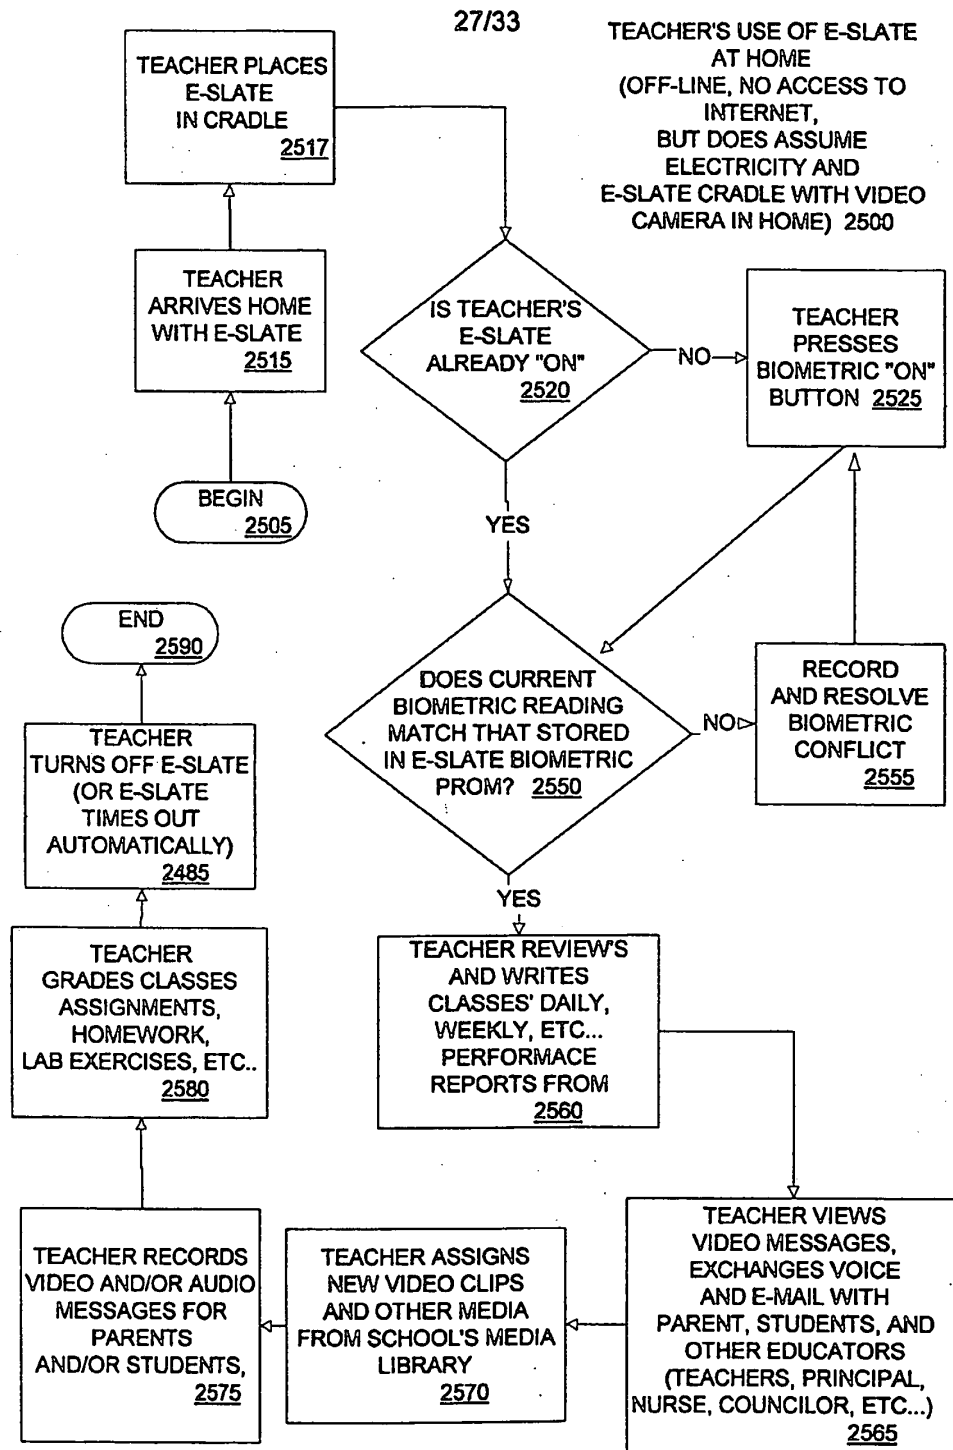 27/33
TEACHER'S USE OF E-SLATE
AT HOME
(OFF-LINE, NO ACCESS TO
INTERNET,
BUT DOES ASSUME
ELECTRICITY AND
E-SLATE CRADLE WITH VIDEO
CAMERA IN HOME) 2500
TEACHER PLACES
E-SLATE
IN CRADLE
2517
TEACHER
ARRIVES HOME
WITH E-SLATE
2515
BEGIN
2505
IS TEACHER'S
E-SLATE
ALREADY "ON"
2520
NO
TEACHER
PRESSES
BIOMETRIC "ON"
BUTTON 2525
YES
DOES CURRENT
BIOMETRIC READING
MATCH THAT STORED
IN E-SLATE BIOMETRIC
PROM? 2550
NO
RECORD
AND RESOLVE
BIOMETRIC
CONFLICT
2555
YES
TEACHER REVIEW'S
AND WRITES
CLASSES' DAILY,
WEEKLY, ETC...
PERFORMACE
REPORTS FROM
2560
TEACHER VIEWS
VIDEO MESSAGES,
EXCHANGES VOICE
AND E-MAIL WITH
PARENT, STUDENTS, AND
OTHER EDUCATORS
(TEACHERS, PRINCIPAL,
NURSE, COUNCILOR, ETC...)
2565
TEACHER ASSIGNS
NEW VIDEO CLIPS
AND OTHER MEDIA
FROM SCHOOL'S MEDIA
LIBRARY
2570
TEACHER RECORDS
VIDEO AND/OR AUDIO
MESSAGES FOR
PARENTS
AND/OR STUDENTS,
2575
TEACHER
GRADES CLASSES
ASSIGNMENTS,
HOMEWORK,
LAB EXERCISES, ETC..
2580
TEACHER
TURNS OFF E-SLATE
(OR E-SLATE
TIMES OUT
AUTOMATICALLY)
2485
END
2590